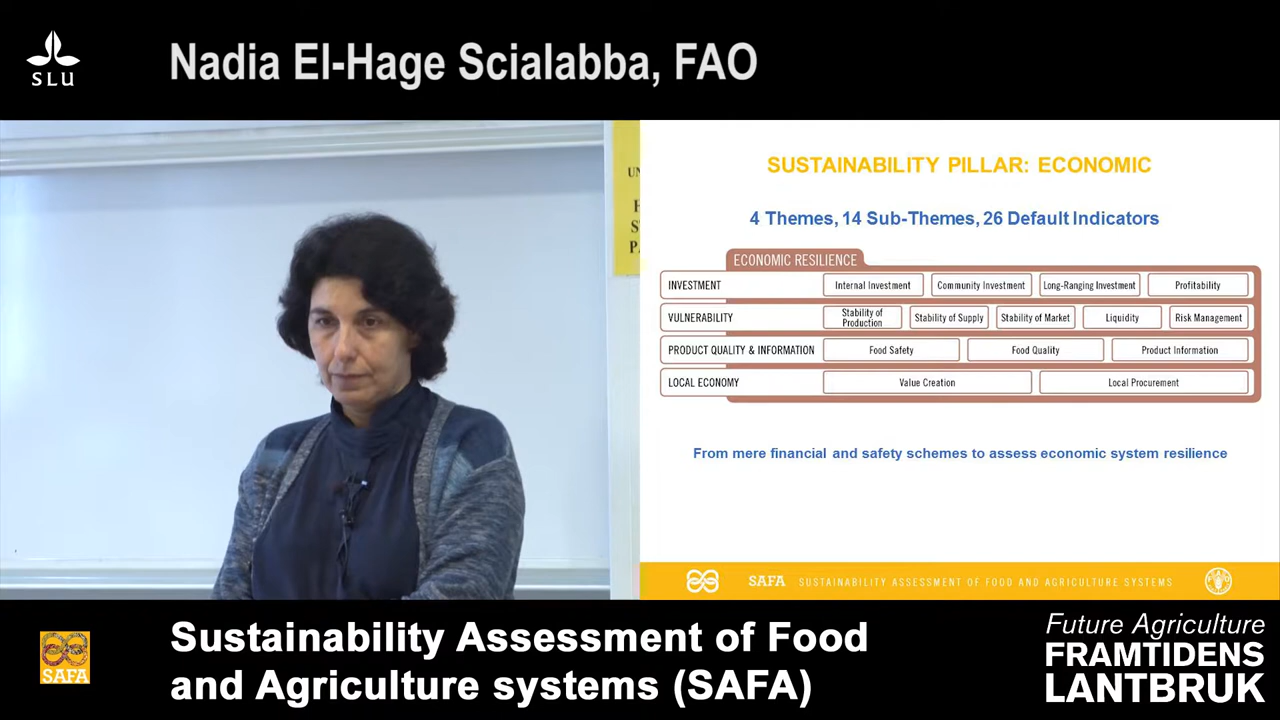 SLU
Nadia El-Hage Scialabba, FAO
SUSTAINABILITY PILLAR: ECONOMIC
4 Themes, 14 Sub-Themes, 26 Default Indicators
ECONOMIC RESILIENCE
INVESTMENT
Internal Investment
Community Investment
Long-Ranging Investment
Profitability
VULNERABILITY
Stability of
Production
Stability of Supply
Stability of Market
Liquidity
Risk Management
PRODUCT QUALITY & INFORMATION
Food Safety
Food Quality
Product Information
LOCAL ECONOMY
Value Creation
Local Procurement
From mere financial and safety schemes to assess economic system resilience
SAFA SUSTAINABILITY ASSESSMENT OF FOOD AND AGRICULTURE SYSTEMS
SAFA
Sustainability Assessment of Food
and Agriculture systems (SAFA)
Future Agriculture
FRAMTIDENS
LANTBRUK